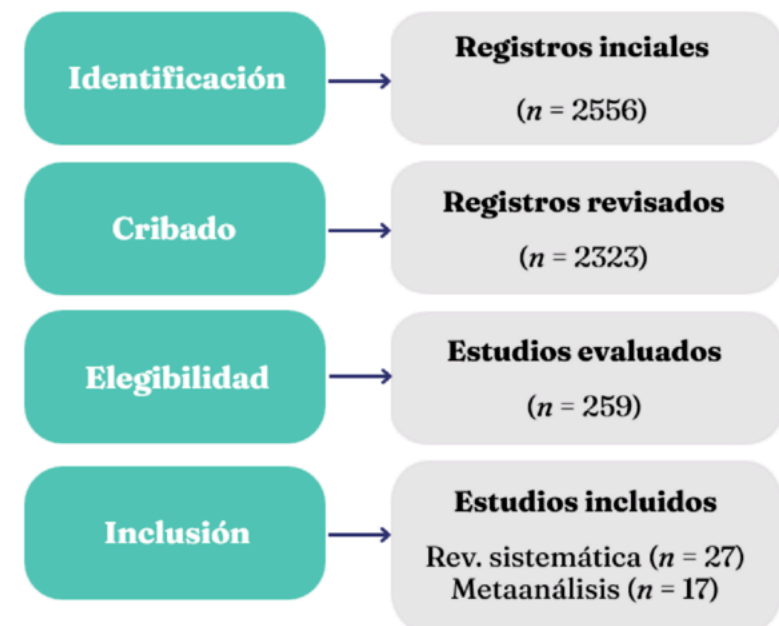 Identificación
Registros inciales
(n = 2556)
Cribado
Registros revisados
(n = 2323)
Elegibilidad
Estudios evaluados
(n = 259)
Inclusión
Estudios incluidos
Rev. sistemática (n = 27)
Metaanálisis (n = 17)